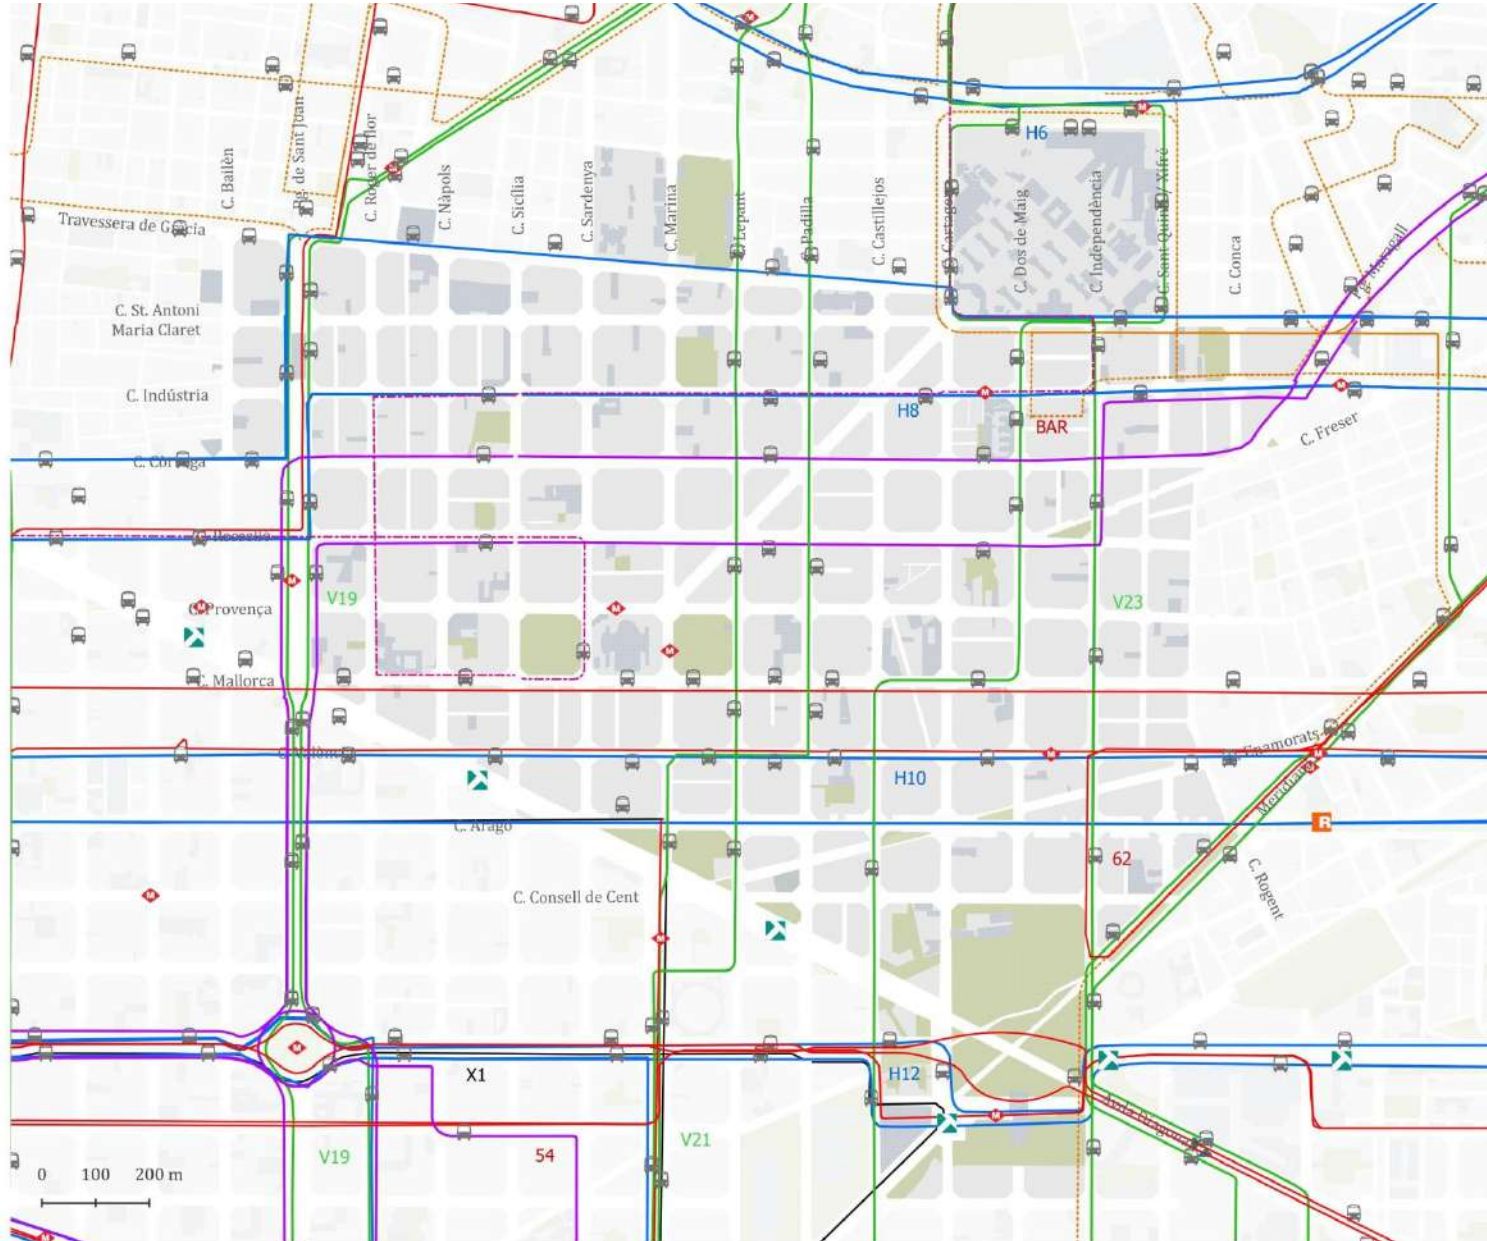 H6
C. Bailèn
Pg. de Sant Joan
C. Roger de Flor
C. Nàpols
C. Sicília
C. Sardenya
C. Marina
C. Lepant
C. Padilla
C. Castillejos
C. Cartagena
C. Dos de Maig
C. Independència
C. Conca
Pg. Maragall
Travessera de Gràcia
C. St. Antoni
Maria Claret
C. Indústria
H8
BAR
C. Freser
C. Còrsega
C. Rosselló
V19
V23
C. Provença
C. Mallorca
C. València
H10
C. Enamorats
Meridiana
C. Aragó
R
62
C. Rogent
C. Consell de Cent
X1
H12
Avda Diagonal
V19
54
V21
0 100 200 m